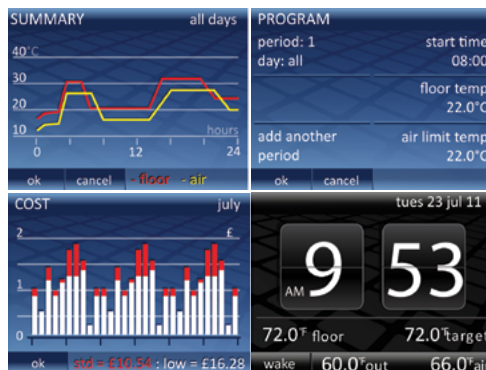 SUMMARY all days
40°C
30
20
10 hours
0 12 24
ok cancel - floor - air
PROGRAM
period: 1 start time
day: all 08:00
floor temp
22.0°C
add another air limit temp
period 22.0°C
ok cancel
COST july
2 £
1
0
ok std = £10.54 : low = £16.28
tues 23 jul 11
AM 9 53
72.0°F floor 72.0°F target
wake 60.0°F out 66.0°F air